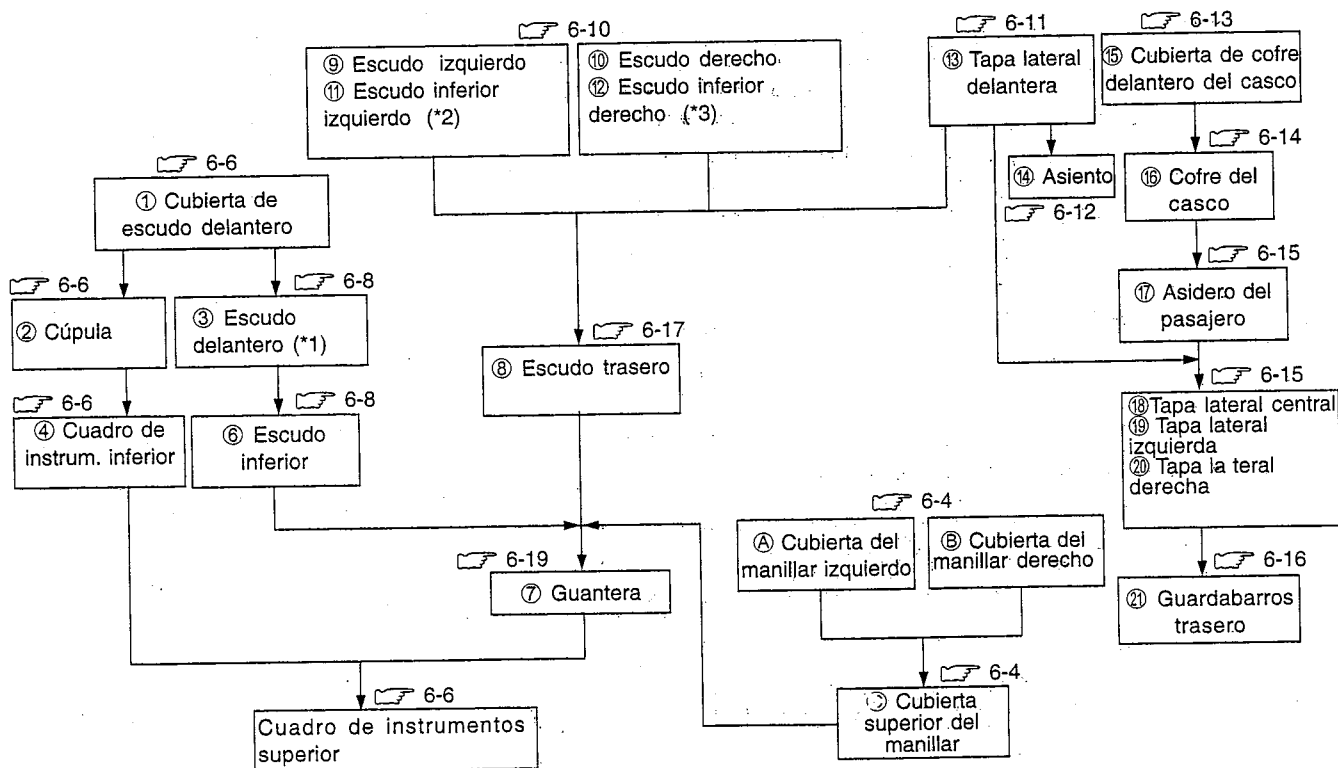 6-10
⑨ Escudo izquierdo
⑪ Escudo inferior
izquierdo (*2)
⑩ Escudo derecho
⑫ Escudo inferior
derecho (*3)
6-11
⑬ Tapa lateral
delantera
6-13
⑮ Cubierta de cofre
delantero del casco
6-6
① Cubierta de
escudo delantero
⑭ Asiento
6-12
6-14
⑯ Cofre del
casco
6-6
② Cúpula
6-8
③ Escudo
delantero (*1)
6-15
⑰ Asidero del
pasajero
6-17
⑧ Escudo trasero
6-6
④ Cuadro de
instrum. inferior
6-8
⑥ Escudo
inferior
6-15
⑱Tapa lateral central
⑲ Tapa lateral
izquierda
⑳ Tapa la teral
derecha
6-4
Ⓐ Cubierta del
manillar izquierdo
Ⓑ Cubierta del
manillar derecho
6-19
⑦ Guantera
6-16
㉑ Guardabarros
trasero
6-6
Cuadro de instrumentos
superior
6-4
Cubierta
superior del
manillar